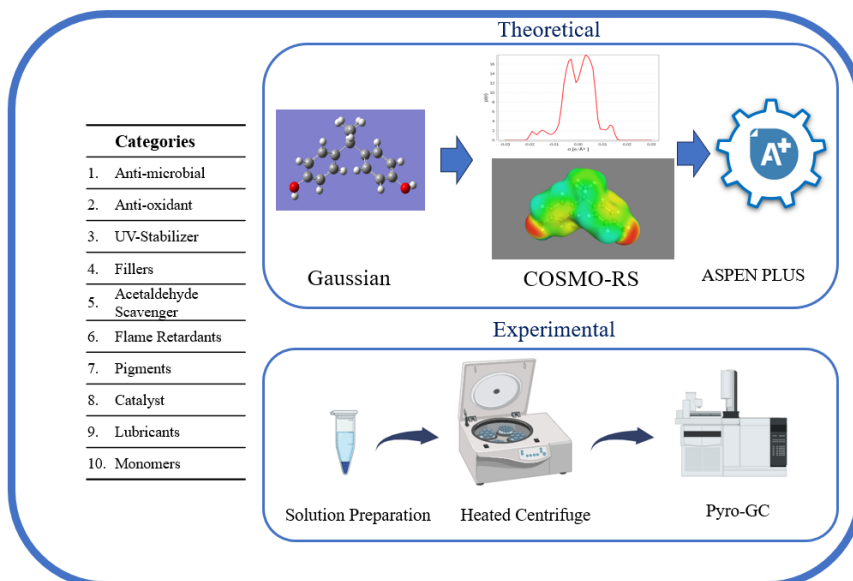 Theoretical
Categories
1. Anti-microbial
2. Anti-oxidant
3. UV-Stabilizer
4. Fillers
5. Acetaldehyde
Scavenger
6. Flame Retardants
7. Pigments
8. Catalyst
9. Lubricants
10. Monomers
A+
Gaussian
COSMO-RS
ASPEN PLUS
Experimental
Solution Preparation
Heated Centrifuge
Pyro-GC